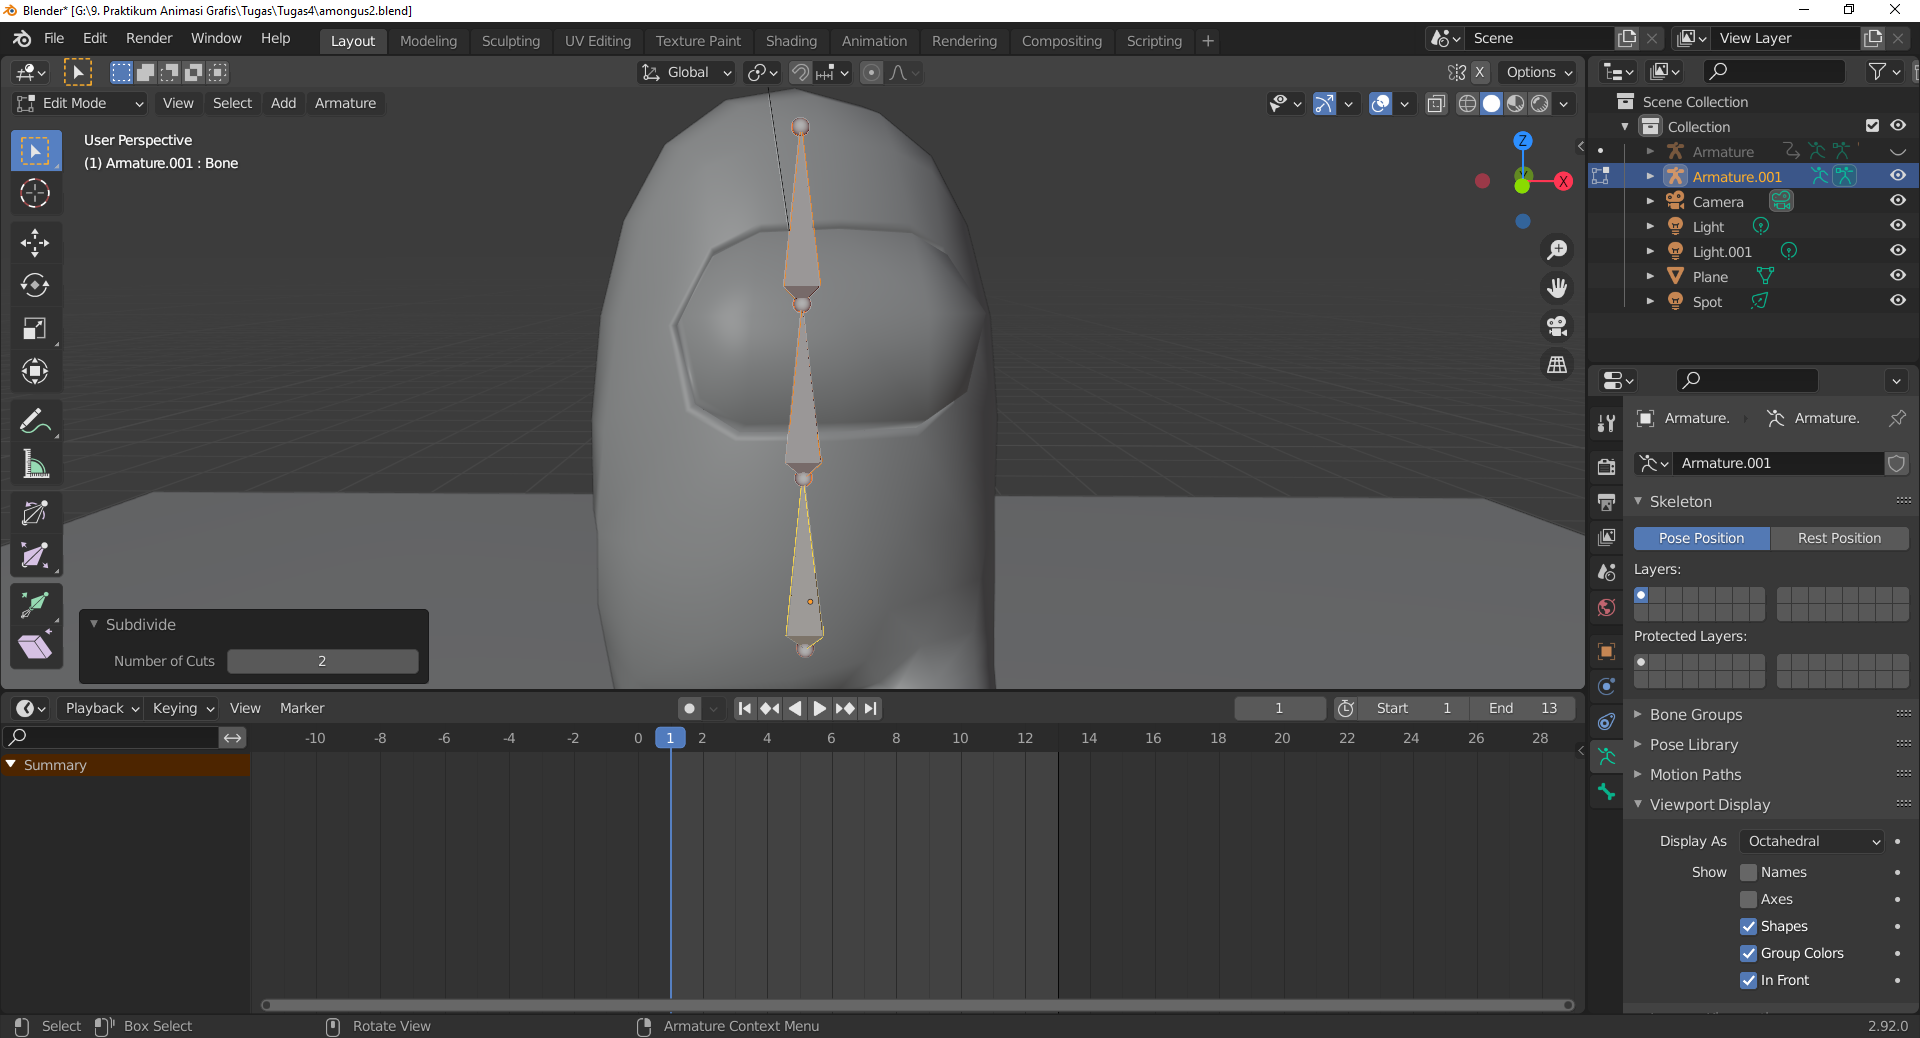 Blender* [G:\9. Praktikum Animasi Grafis\Tugas\Tugas4\amongus2.blend]
File Edit Render Window Help Layout Modeling Sculpting UV Editing Texture Paint Shading Animation Rendering Compositing Scripting + Scene View Layer
Global X Options
Edit Mode View Select Add Armature
User Perspective
(1) Armature.001 : Bone
Z
X
Scene Collection
Collection
Armature
Armature.001
Camera
Light
Light.001
Plane
Spot
Armature. Armature.
Armature.001
Skeleton
Pose Position Rest Position
Layers:
Protected Layers:
Bone Groups
Pose Library
Motion Paths
Viewport Display
Display As Octahedral
Show Names
Axes
Shapes
Group Colors
In Front
Subdivide
Number of Cuts 2
Playback Keying View Marker 1 Start 1 End 13
-10 -8 -6 -4 -2 0 1 2 4 6 8 10 12 14 16 18 20 22 24 26 28
Summary
Select Box Select Rotate View Armature Context Menu 2.92.0